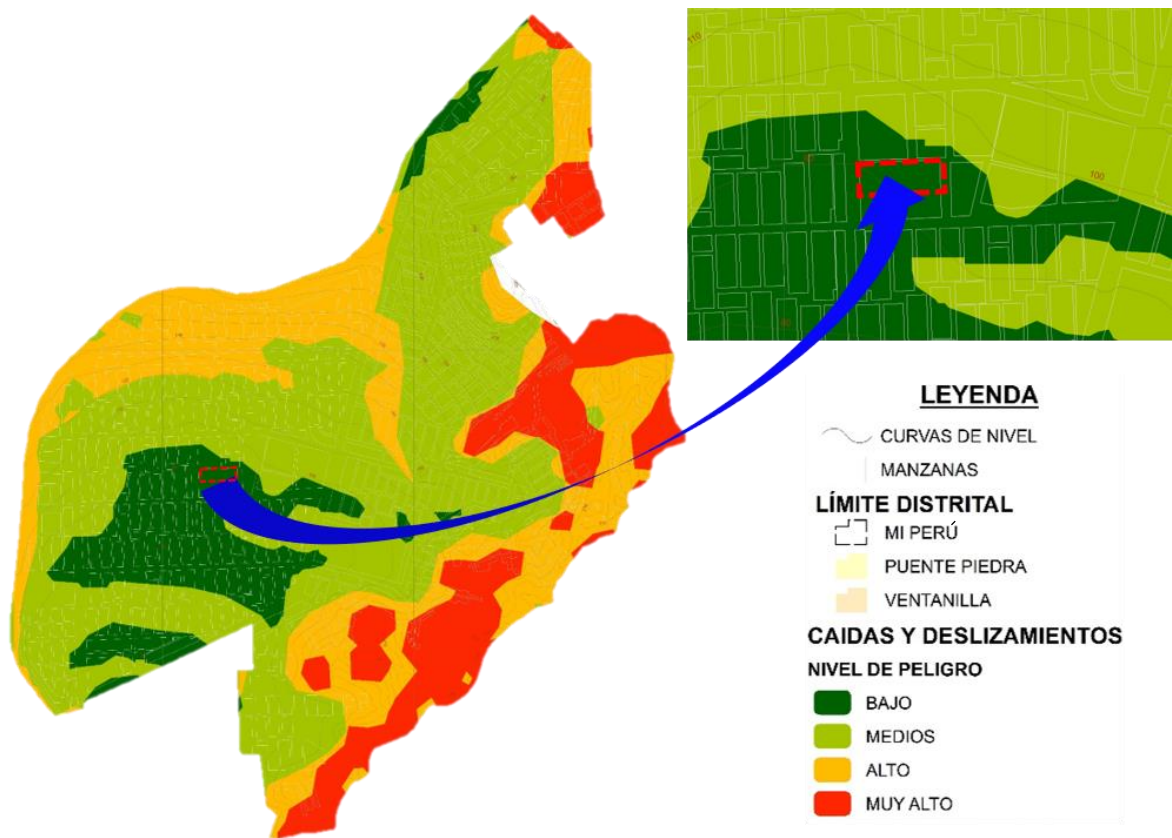 110
100
LEYENDA
CURVAS DE NIVEL
MANZANAS
LÍMITE DISTRITAL
MI PERÚ
PUENTE PIEDRA
VENTANILLA
CAIDAS Y DESLIZAMIENTOS
NIVEL DE PELIGRO
BAJO
MEDIOS
ALTO
MUY ALTO